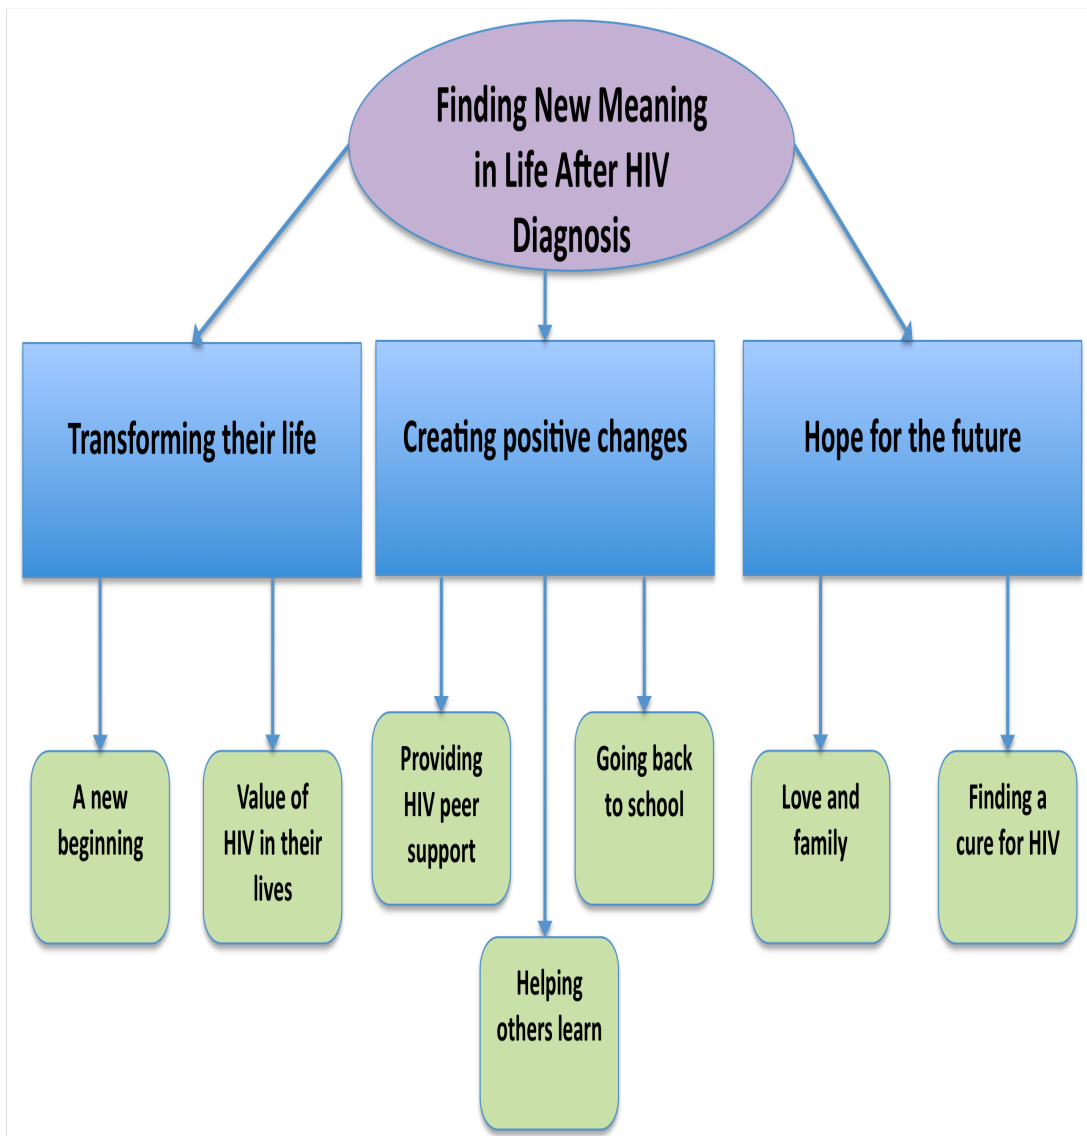 Finding New Meaning
in Life After HIV
Diagnosis
Transforming their life
Creating positive changes
Hope for the future
A new
beginning
Value of
HIV in their
lives
Providing
HIV peer
support
Helping
others learn
Going back
to school
Love and
family
Finding a
cure for HIV